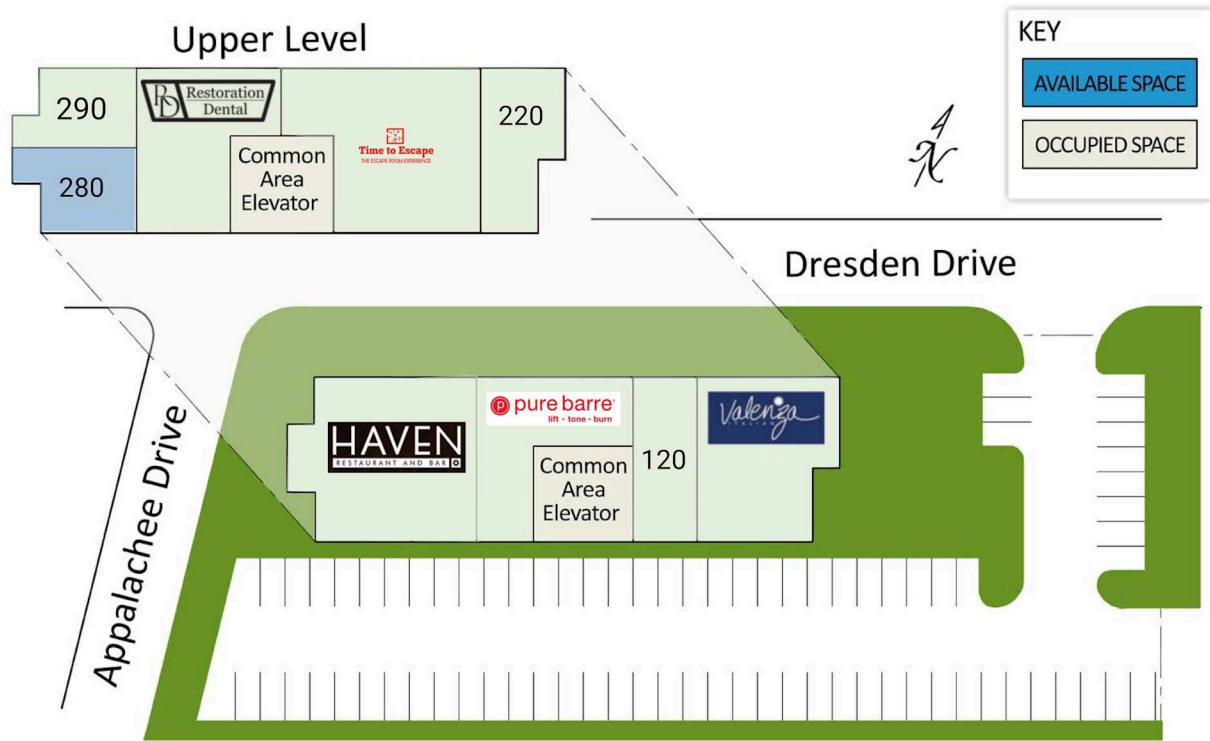 Upper Level
KEY
AVAILABLE SPACE
OCCUPIED SPACE
290
RD Restoration
Dental
280
Common
Area
Elevator
Time to Escape
THE ESCAPE ROOM EXPERIENCE
220
N
Dresden Drive
Appalachee Drive
HAVEN
RESTAURANT AND BAR
p pure barre
lift • tone • burn
Common
Area
Elevator
120
Valenza
ITALIAN